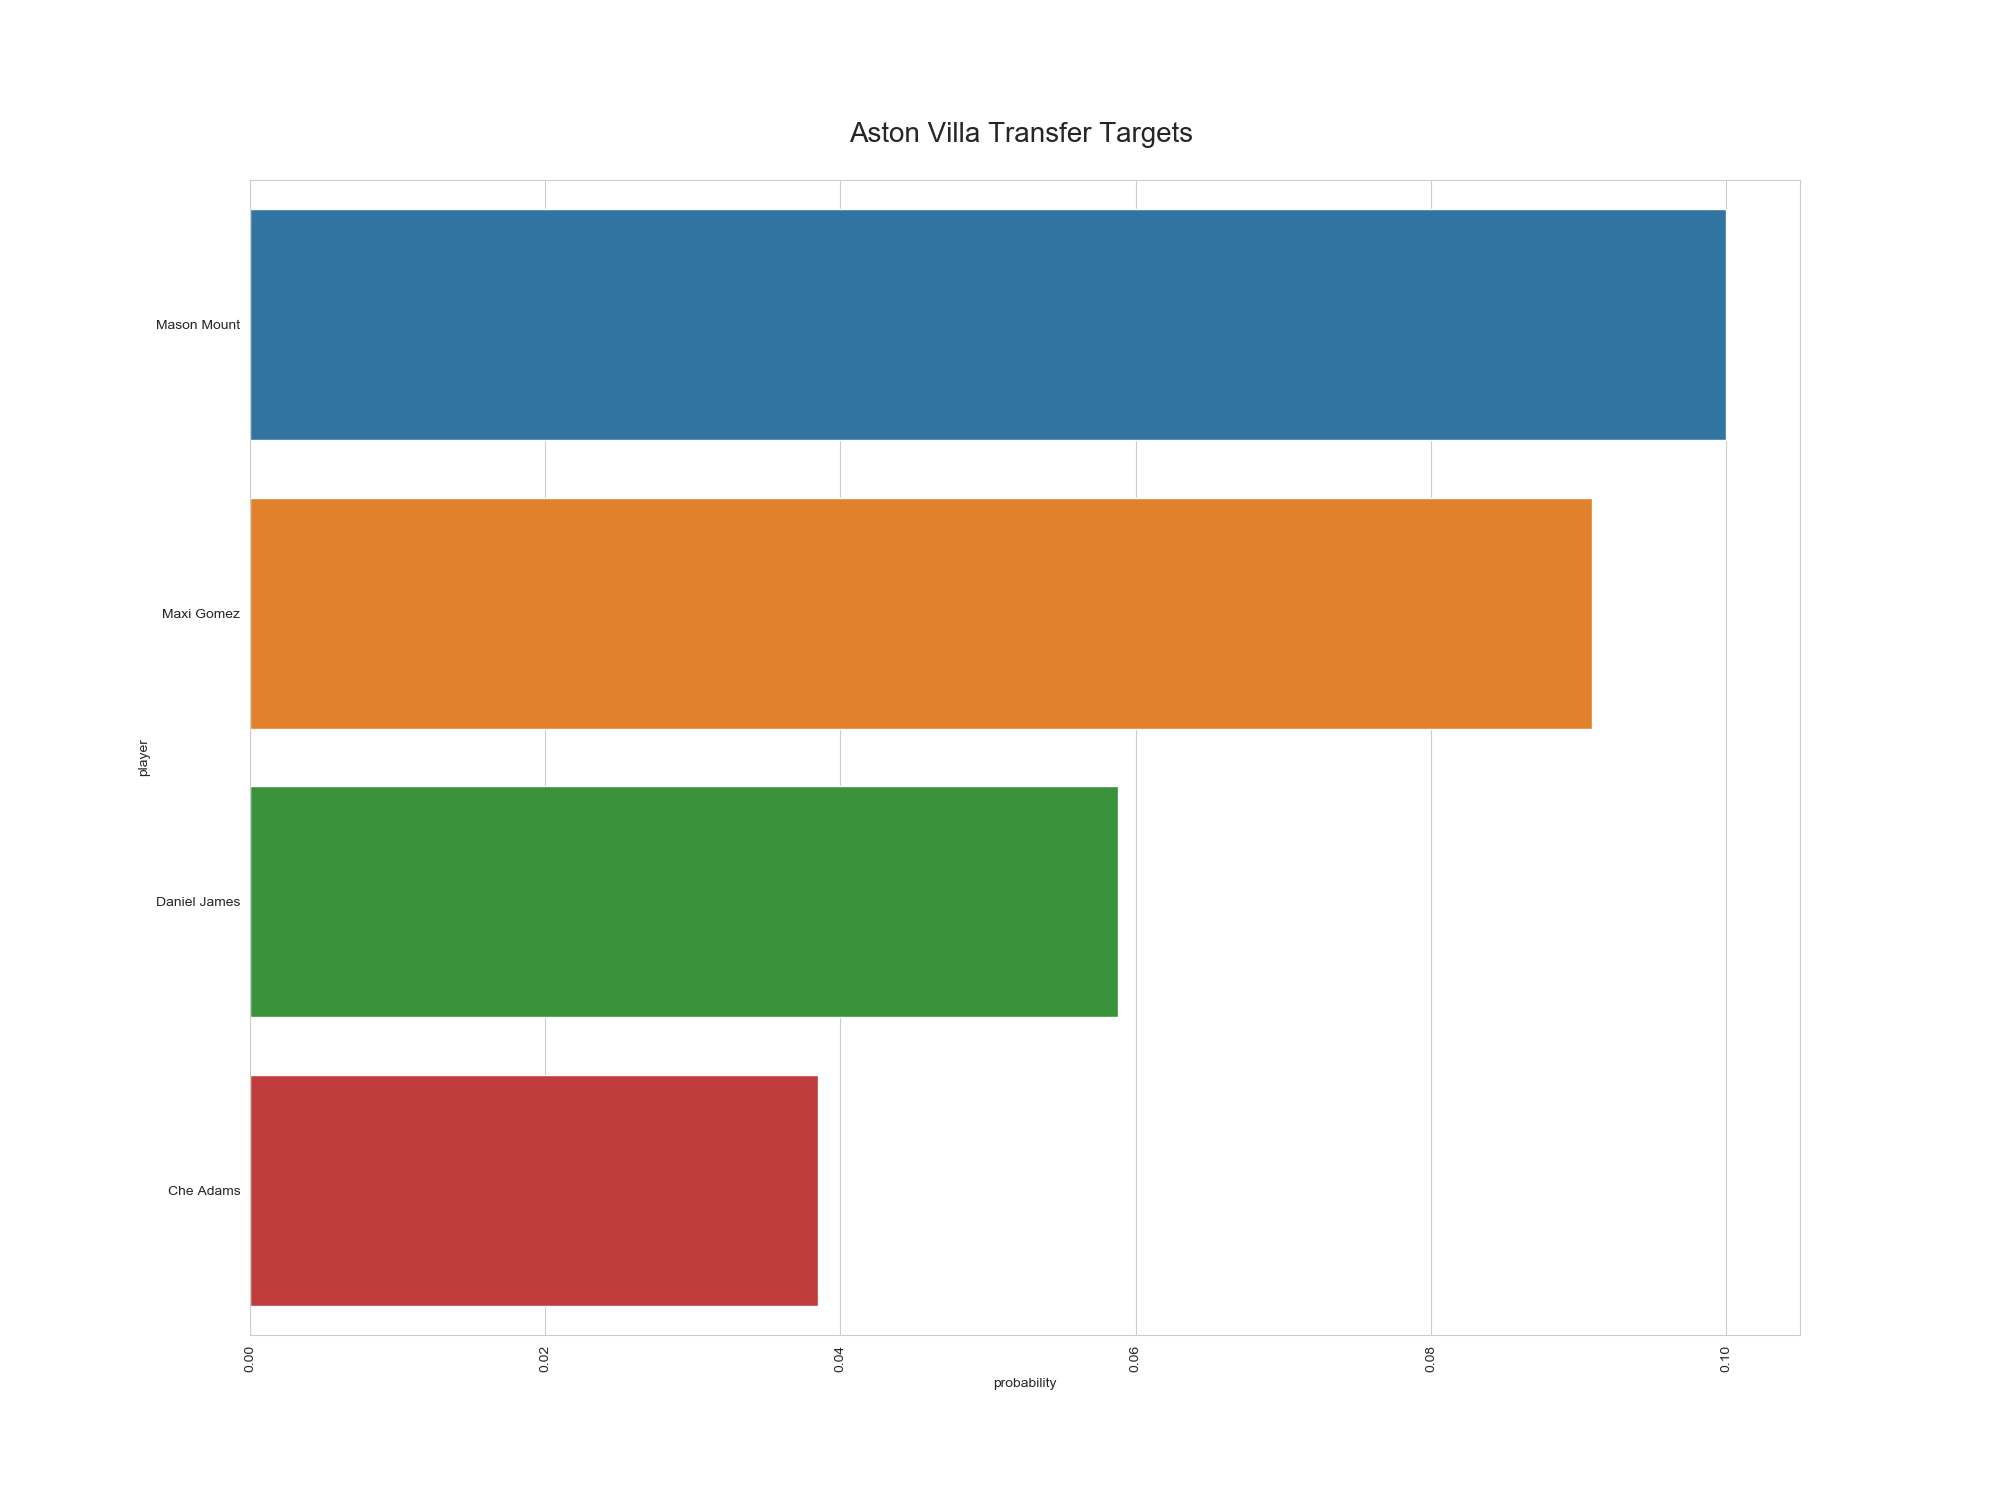 Aston Villa Transfer Targets
Mason Mount
Maxi Gomez
player
Daniel James
Che Adams
0.00
0.02
0.04
0.06
0.08
0.10
probability